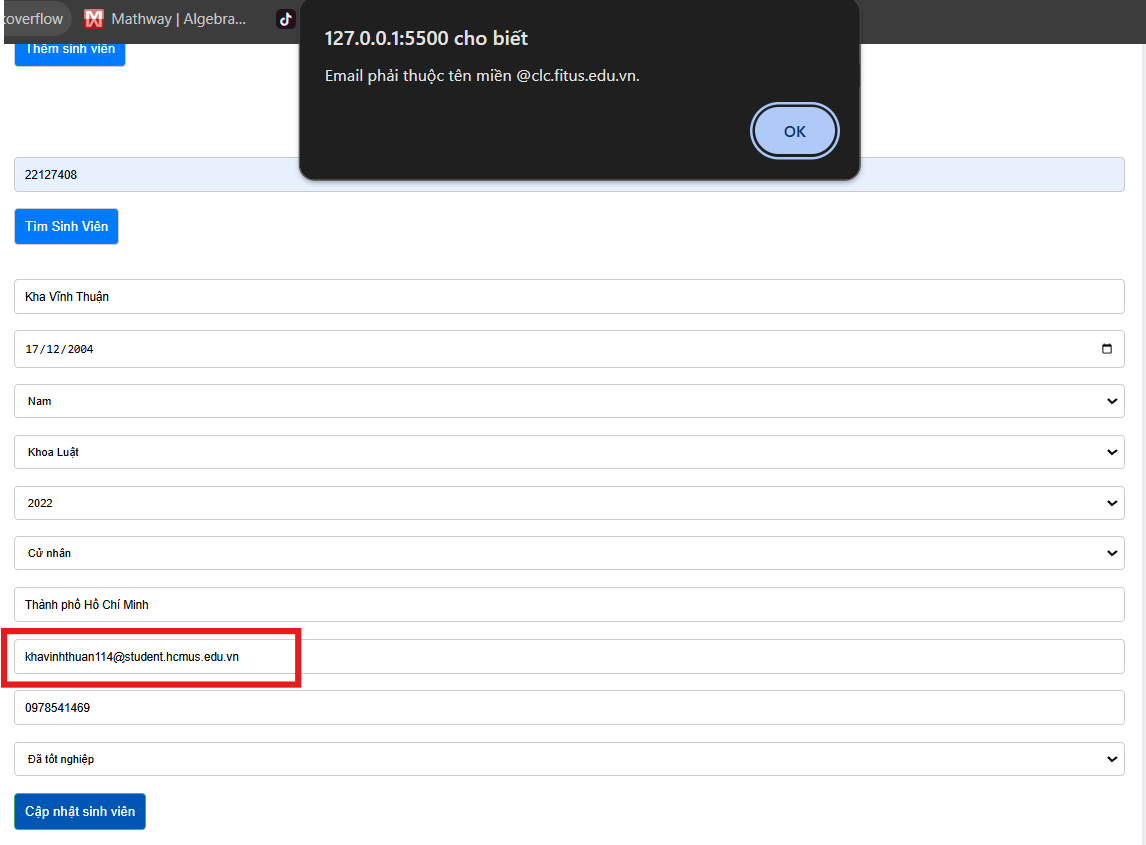 overflow
Mathway | Algebra...
127.0.0.1:5500 cho biết
Email phải thuộc tên miền @clc.fitus.edu.vn.
OK
Thêm sinh viên
22127408
Tìm Sinh Viên
Kha Vĩnh Thuận
17/12/2004
Nam
Khoa Luật
2022
Cử nhân
Thành phố Hồ Chí Minh
khavinhthuan114@student.hcmus.edu.vn
0978541469
Đã tốt nghiệp
Cập nhật sinh viên